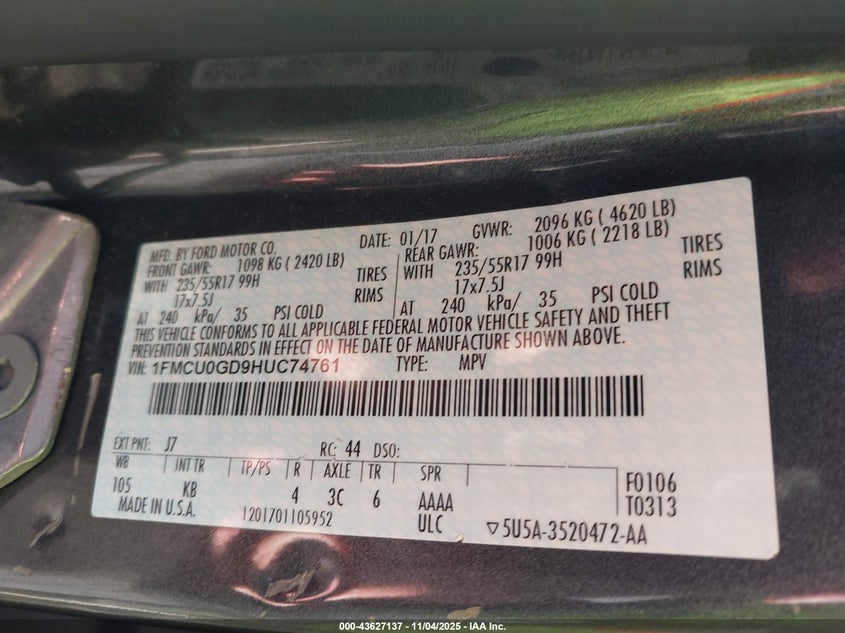 MFD. BY FORD MOTOR CO. DATE: 01/17 GVWR: 2096 KG ( 4620 LB)
FRONT GAWR: 1098 KG ( 2420 LB) REAR GAWR: 1006 KG ( 2218 LB)
WITH 235/55R17 99H TIRES WITH 235/55R17 99H TIRES
17x7.5J RIMS 17x7.5J RIMS
AT 240 kPa/ 35 PSI COLD AT 240 kPa/ 35 PSI COLD
THIS VEHICLE CONFORMS TO ALL APPLICABLE FEDERAL MOTOR VEHICLE SAFETY AND THEFT
PREVENTION STANDARDS IN EFFECT ON THE DATE OF MANUFACTURE SHOWN ABOVE.
VIN: 1FMCU0GD9HUC74761 TYPE: MPV
EXT PNT: J7 RC: 44 DSO:
WB INT TR TP/PS R AXLE TR SPR F0106
105 KB 4 3C 6 AAAA T0313
MADE IN U.S.A. 1201701105952 ULC 5U5A-3520472-AA
000-43627137 - 11/04/2025 - IAA Inc.